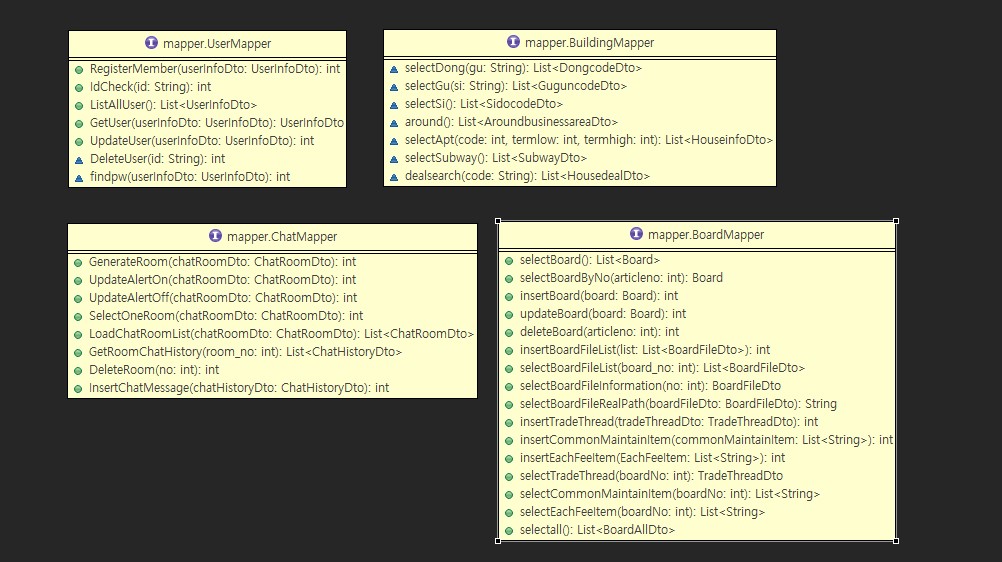 mapper.UserMapper
RegisterMember(userInfoDto: UserInfoDto): int
IdCheck(id: String): int
ListAllUser(): List<UserInfoDto>
GetUser(userInfoDto: UserInfoDto): UserInfoDto
UpdateUser(userInfoDto: UserInfoDto): int
DeleteUser(id: String): int
findpw(userInfoDto: UserInfoDto): int
mapper.BuildingMapper
selectDong(gu: String): List<DongcodeDto>
selectGu(si: String): List<GuguncodeDto>
selectSi(): List<SidocodeDto>
around(): List<AroundbusinessareaDto>
selectApt(code: int, termlow: int, termhigh: int): List<HouseinfoDto>
selectSubway(): List<SubwayDto>
dealsearch(code: String): List<HousedealDto>
mapper.ChatMapper
GenerateRoom(chatRoomDto: ChatRoomDto): int
UpdateAlertOn(chatRoomDto: ChatRoomDto): int
UpdateAlertOff(chatRoomDto: ChatRoomDto): int
SelectOneRoom(chatRoomDto: ChatRoomDto): int
LoadChatRoomList(chatRoomDto: ChatRoomDto): List<ChatRoomDto>
GetRoomChatHistory(room_no: int): List<ChatHistoryDto>
DeleteRoom(no: int): int
InsertChatMessage(chatHistoryDto: ChatHistoryDto): int
mapper.BoardMapper
selectBoard(): List<Board>
selectBoardByNo(articleno: int): Board
insertBoard(board: Board): int
updateBoard(board: Board): int
deleteBoard(articleno: int): int
insertBoardFileList(list: List<BoardFileDto>): int
selectBoardFileList(board_no: int): List<BoardFileDto>
selectBoardFileInformation(no: int): BoardFileDto
selectBoardFileRealPath(boardFileDto: BoardFileDto): String
insertTradeThread(tradeThreadDto: TradeThreadDto): int
insertCommonMaintainItem(commonMaintainItem: List<String>): int
insertEachFeeItem(EachFeeItem: List<String>): int
selectTradeThread(boardNo: int): TradeThreadDto
selectCommonMaintainItem(boardNo: int): List<String>
selectEachFeeItem(boardNo: int): List<String>
selectall(): List<BoardAllDto>